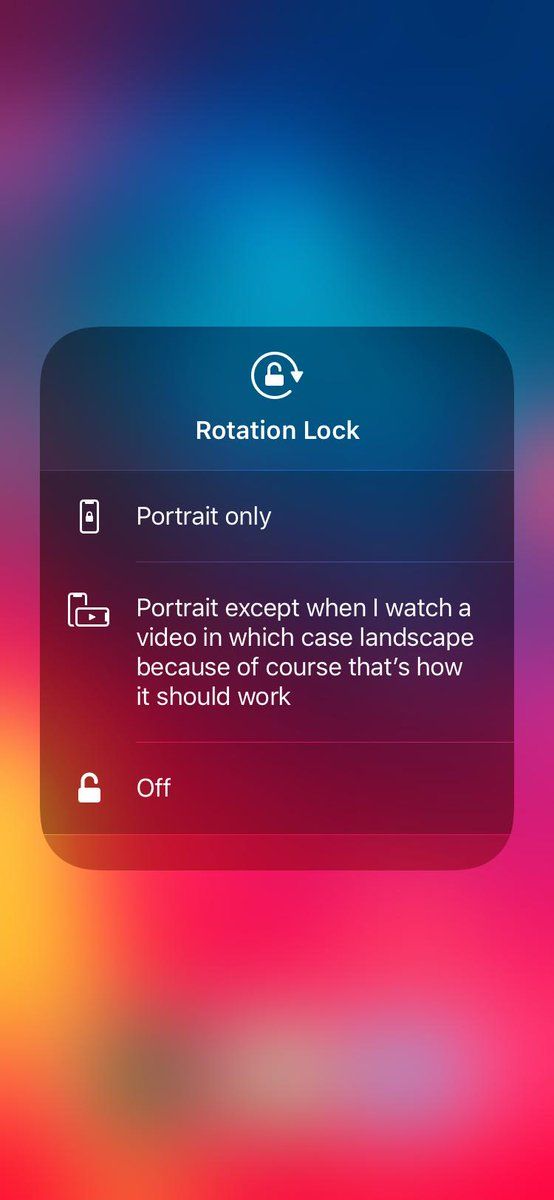 Rotation Lock
Portrait only
Portrait except when I watch a
video in which case landscape
because of course that’s how
it should work
Off